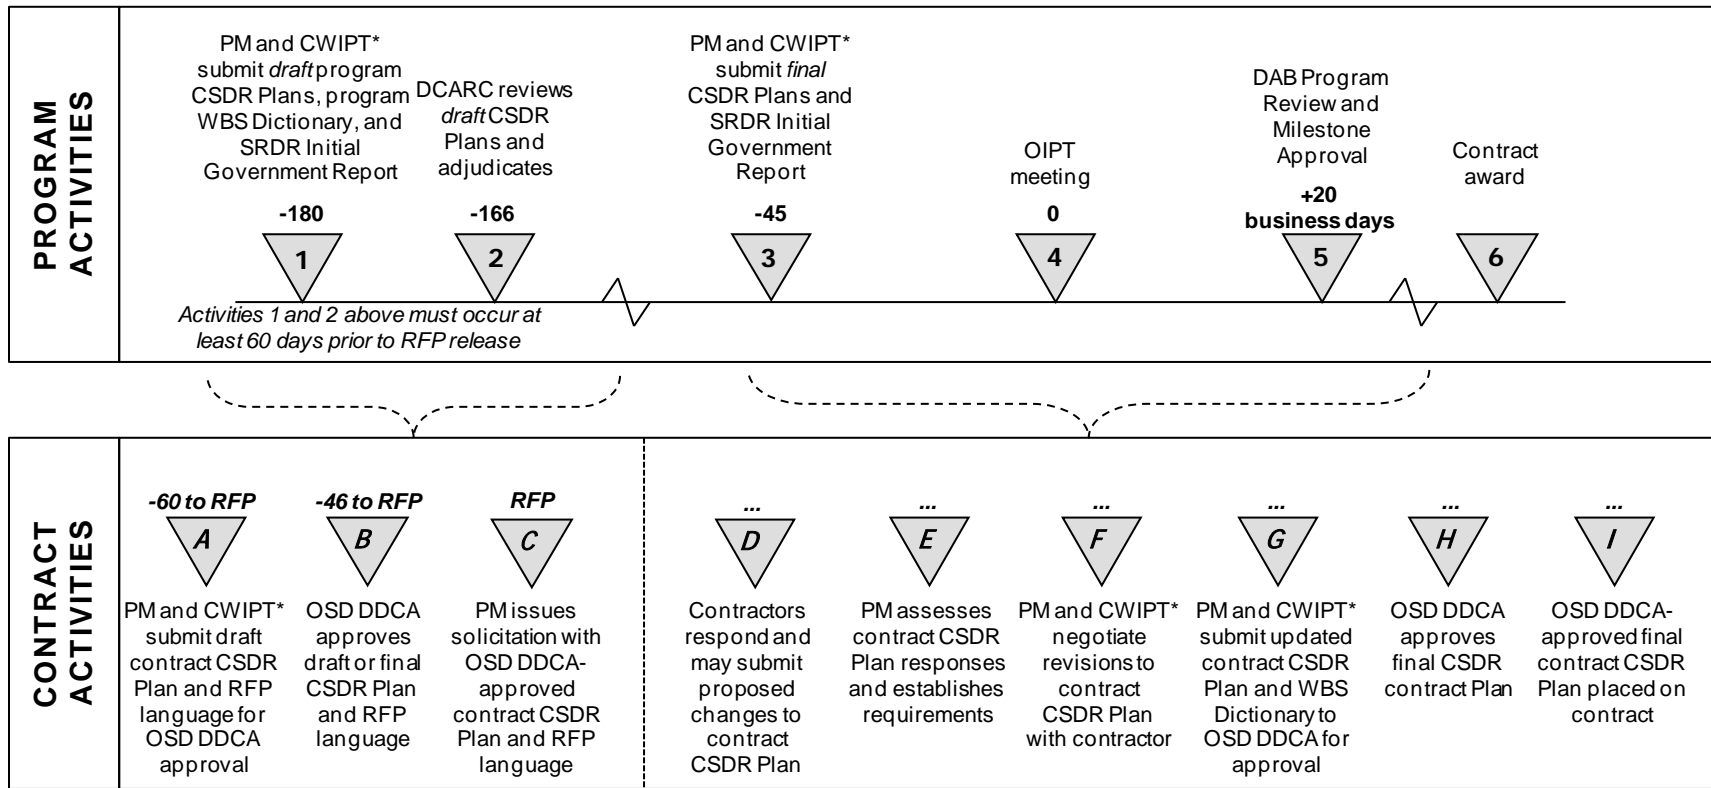 PROGRAM
ACTIVITIES
PM and CWIPT*
submit draft program
CSDR Plans, program
WBS Dictionary, and
SRDR Initial
Government Report
-180
1
DCARC reviews
draft CSDR
Plans and
adjudicates
-166
2
PM and CWIPT*
submit final
CSDR Plans and
SRDR Initial
Government
Report
-45
3
OIPT
meeting
0
4
DAB Program
Review and
Milestone
Approval
+20
business days
5
Contract
award
6
Activities 1 and 2 above must occur at
least 60 days prior to RFP release
CONTRACT
ACTIVITIES
-60 to RFP
A
PM and CWIPT*
submit draft
contract CSDR
Plan and RFP
language for
OSD DDCA
approval
-46 to RFP
B
OSD DDCA
approves
draft or final
CSDR Plan
and RFP
language
RFP
C
PM issues
solicitation with
OSD DDCA-
approved
contract CSDR
Plan and RFP
language
...
D
Contractors
respond and
may submit
proposed
changes to
contract
CSDR Plan
...
E
PM assesses
contract CSDR
Plan responses
and establishes
requirements
...
F
PM and CWIPT*
negotiate
revisions to
contract
CSDR Plan
with contractor
...
G
PM and CWIPT*
submit updated
contract CSDR
Plan and WBS
Dictionary to
OSD DDCA for
approval
...
H
OSD DDCA
approves
final CSDR
contract Plan
...
I
OSD DDCA-
approved final
contract CSDR
Plan placed on
contract